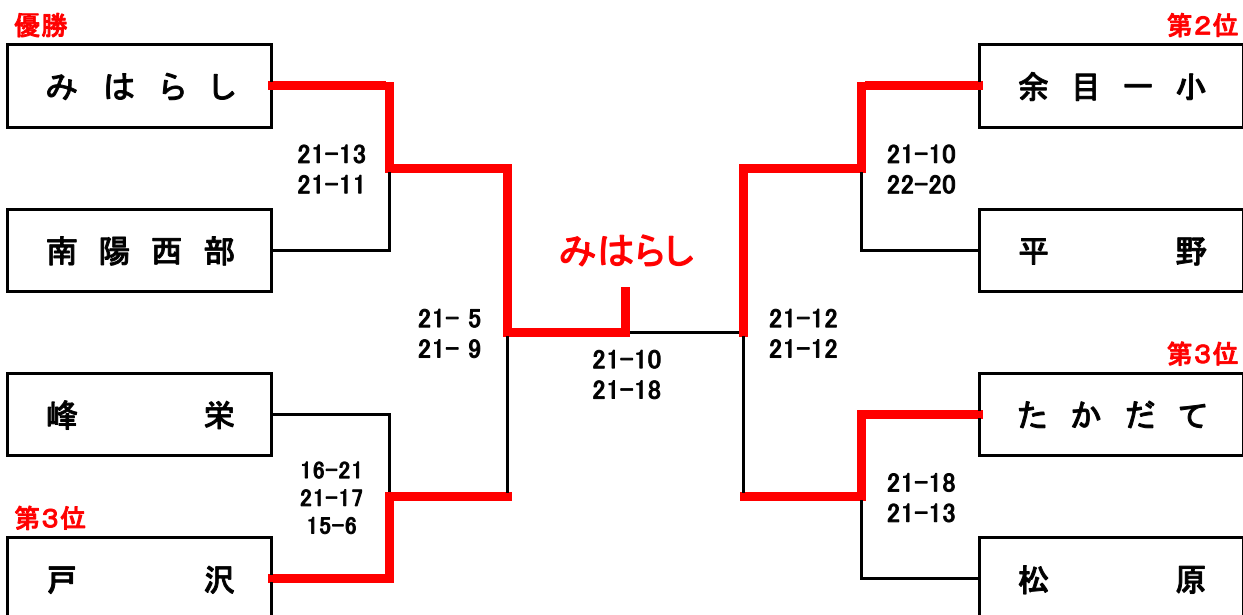 優勝
みはらし
21-13
21-11
南陽西部
21- 5
21- 9
峰栄
16-21
21-17
15-6
第3位
戸沢
みはらし
21-10
21-18
第2位
余目一小
21-10
22-20
平野
21-12
21-12
第3位
たかだて
21-18
21-13
松原